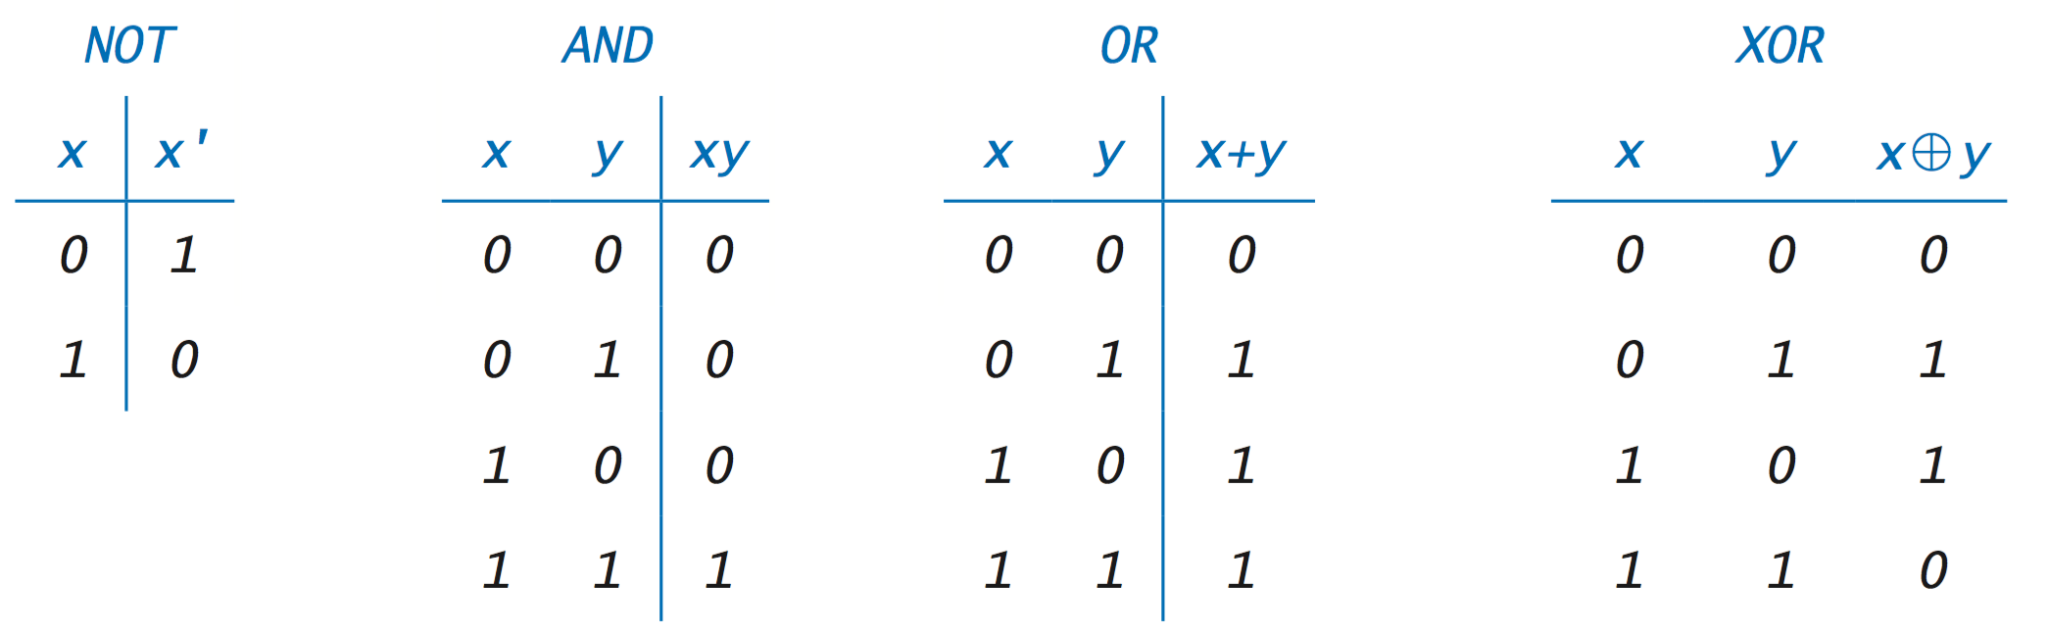 NOT AND OR XOR
x x' x y xy x y x+y x y x⊕y
0 1 0 0 0 0 0 0 0 0 0
1 0 0 1 0 0 1 1 0 1 1
1 0 0 1 0 1 1 0 1
1 1 1 1 1 1 1 1 0